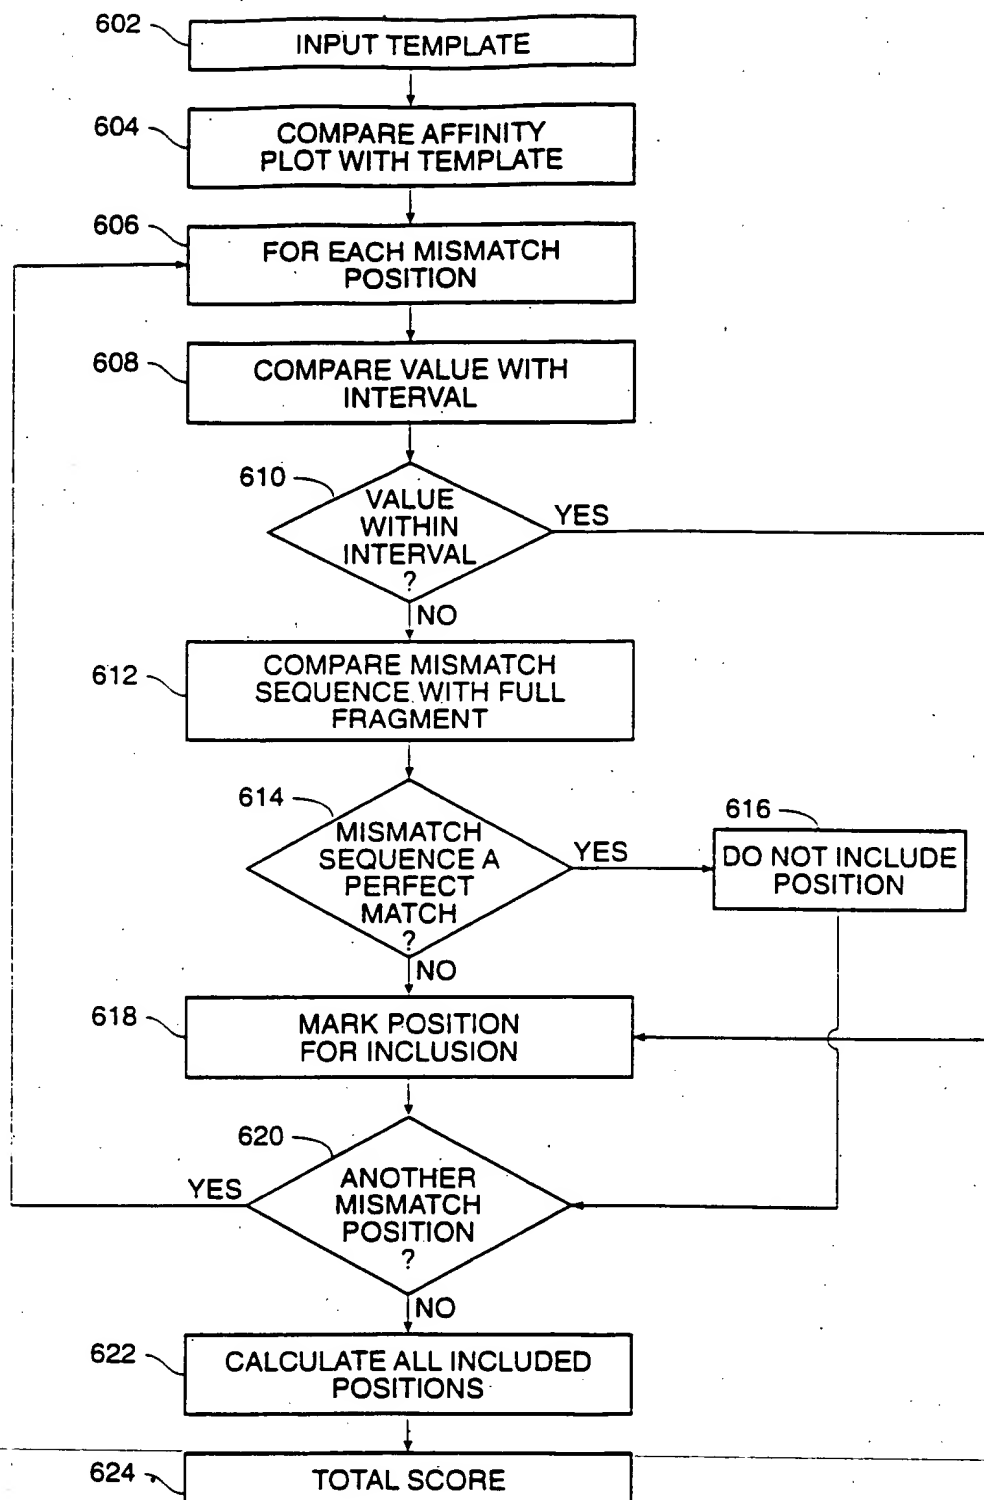 602
INPUT TEMPLATE
604
COMPARE AFFINITY
PLOT WITH TEMPLATE
606
FOR EACH MISMATCH
POSITION
608
COMPARE VALUE WITH
INTERVAL
610
VALUE
WITHIN
INTERVAL
?
YES
NO
612
COMPARE MISMATCH
SEQUENCE WITH FULL
FRAGMENT
614
MISMATCH
SEQUENCE A
PERFECT
MATCH
?
YES
616
DO NOT INCLUDE
POSITION
NO
618
MARK POSITION
FOR INCLUSION
620
ANOTHER
MISMATCH
POSITION
?
YES
NO
622
CALCULATE ALL INCLUDED
POSITIONS
624
TOTAL SCORE